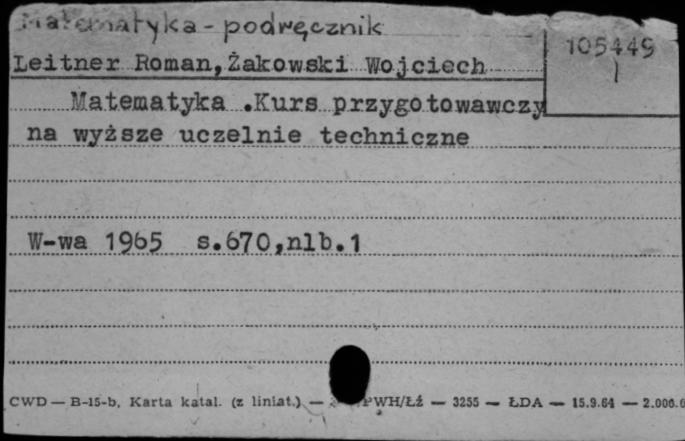 Matematyka - podręcznik
105449
1
Leitner Roman,Żakowski Wojciech
Matematyka .Kurs przygotowawczy
na wyższe uczelnie techniczne
W-wa 1965 s.670,nlb.1
CWD — B-15-b, Karta katal. (z liniat.) — PWH/Łź — 3255 — ŁDA — 15.9.64 — 2.000.0